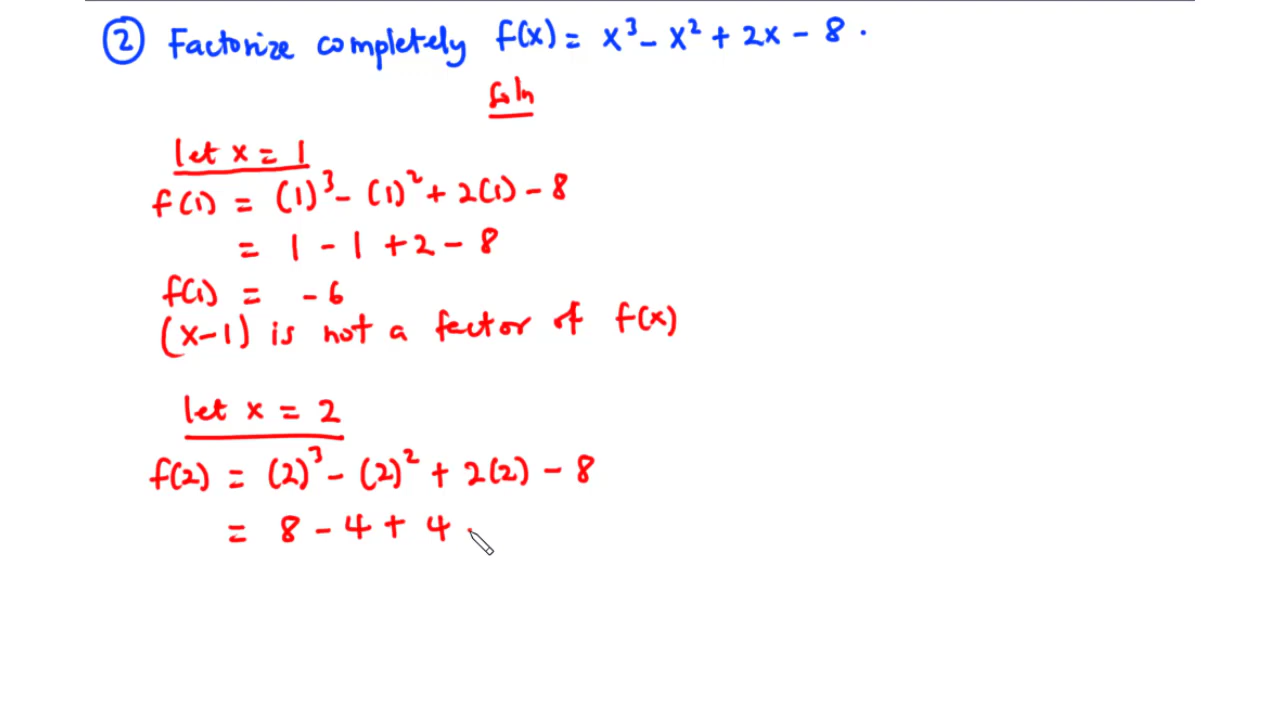 ② Factorize completely f(x) = x³ - x² + 2x - 8 .
Soln
let x = 1
f(1) = (1)³ - (1)² + 2(1) - 8
= 1 - 1 + 2 - 8
f(1) = - 6
(x-1) is not a factor of f(x)
let x = 2
f(2) = (2)³ - (2)² + 2(2) - 8
= 8 - 4 + 4